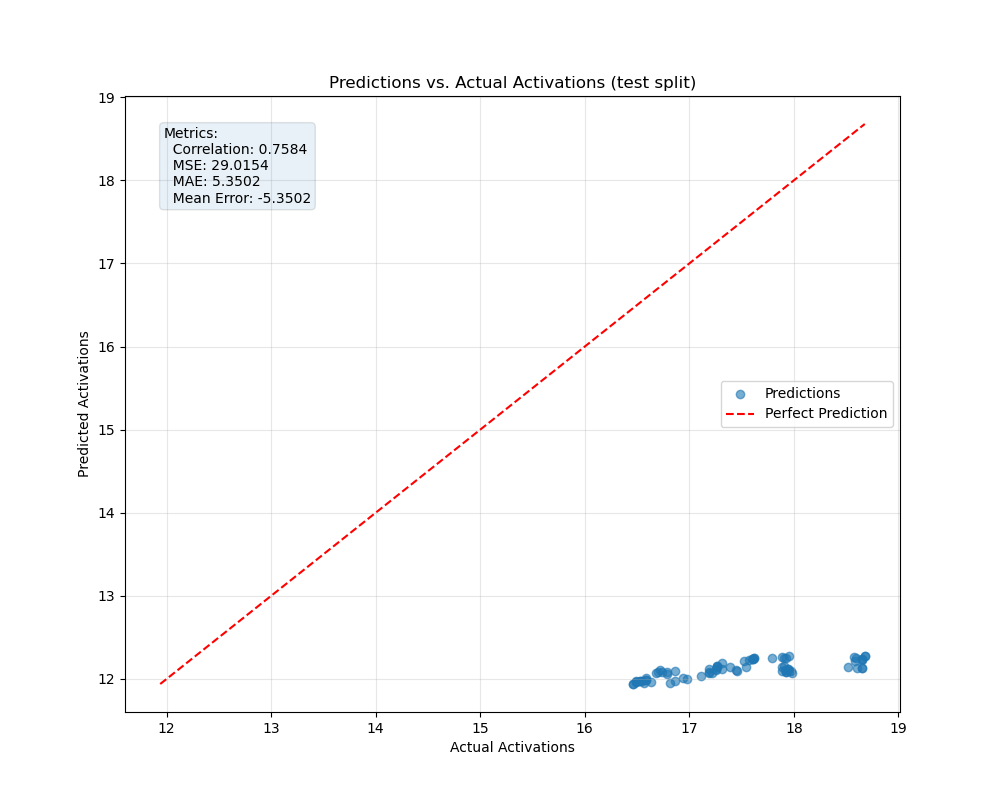 Predictions vs. Actual Activations (test split)
19
18
17
16
15
14
13
12
Predicted Activations
Metrics:
Correlation: 0.7584
MSE: 29.0154
MAE: 5.3502
Mean Error: -5.3502
Predictions
Perfect Prediction
12 13 14 15 16 17 18 19
Actual Activations